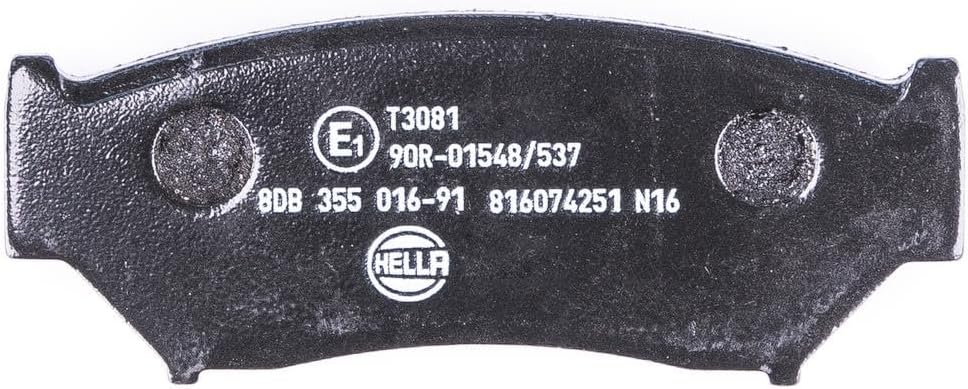 T3081
E1
90R-01548/537
8DB 355 016-91 816074251 N16
HELLA